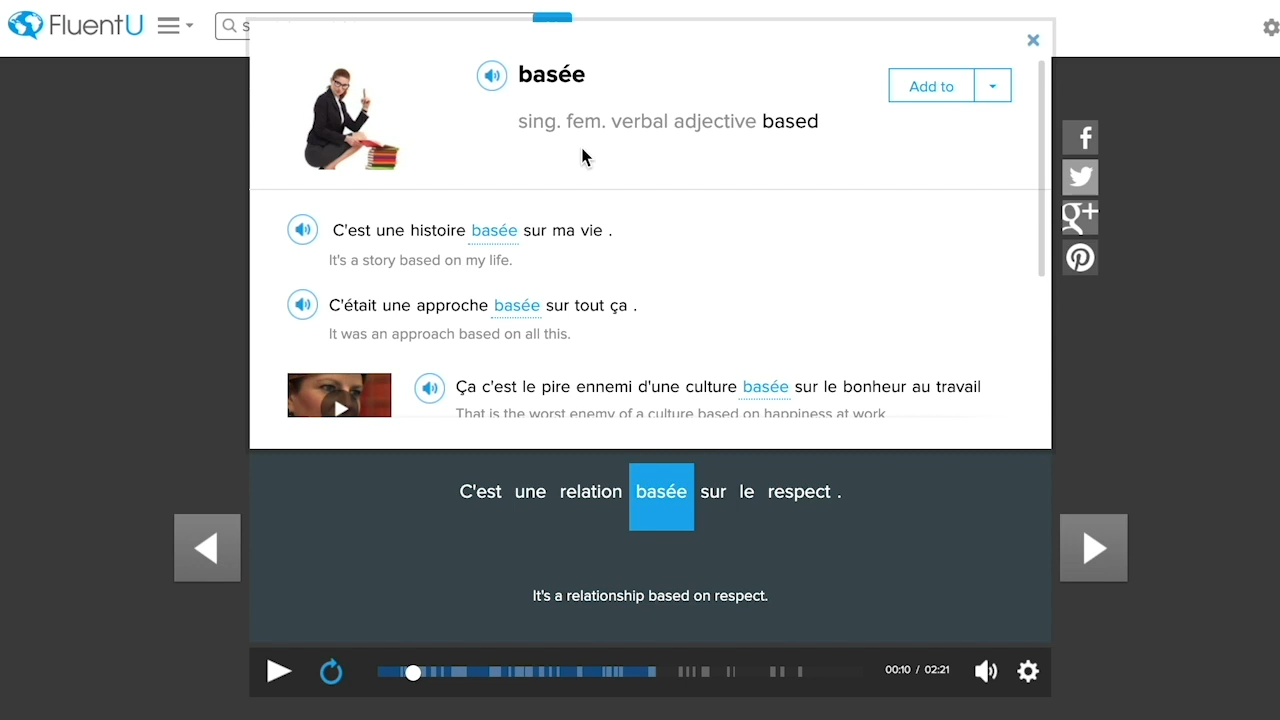 FluentU
basée
Add to
sing. fem. verbal adjective based
C'est une histoire basée sur ma vie .
It's a story based on my life.
C'était une approche basée sur tout ça .
It was an approach based on all this.
Ça c'est le pire ennemi d'une culture basée sur le bonheur au travail
That is the worst enemy of a culture based on happiness at work
C'est une relation basée sur le respect .
It's a relationship based on respect.
00:10 / 02:21